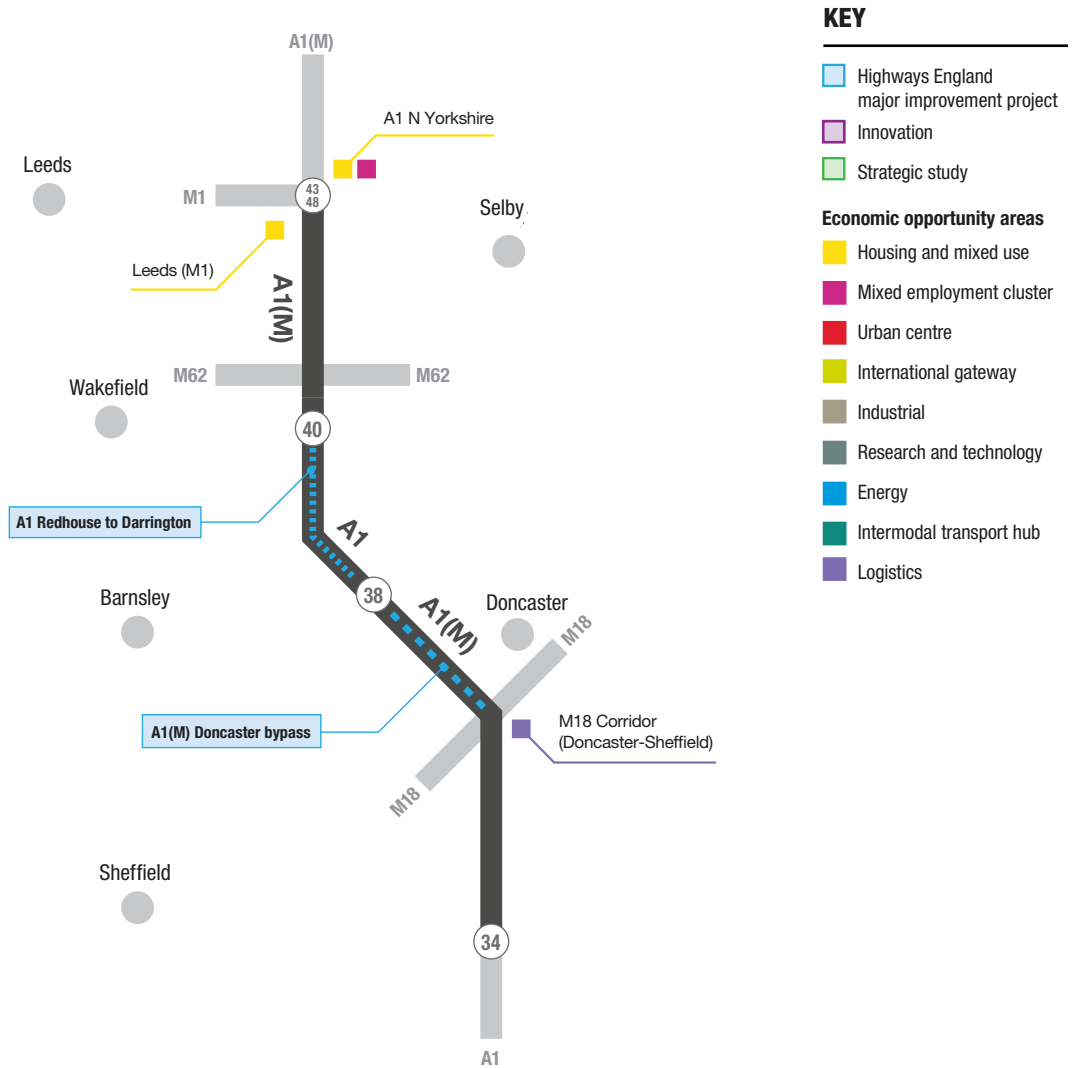 A1(M)
A1 N Yorkshire
Leeds
M1
43
48
Selby
Leeds (M1)
A1(M)
M62
M62
Wakefield
40
A1 Redhouse to Darrington
A1
38
Barnsley
A1(M)
Doncaster
M18
A1(M) Doncaster bypass
M18 Corridor
(Doncaster-Sheffield)
M18
Sheffield
34
A1
KEY
Highways England
major improvement project
Innovation
Strategic study
Economic opportunity areas
Housing and mixed use
Mixed employment cluster
Urban centre
International gateway
Industrial
Research and technology
Energy
Intermodal transport hub
Logistics